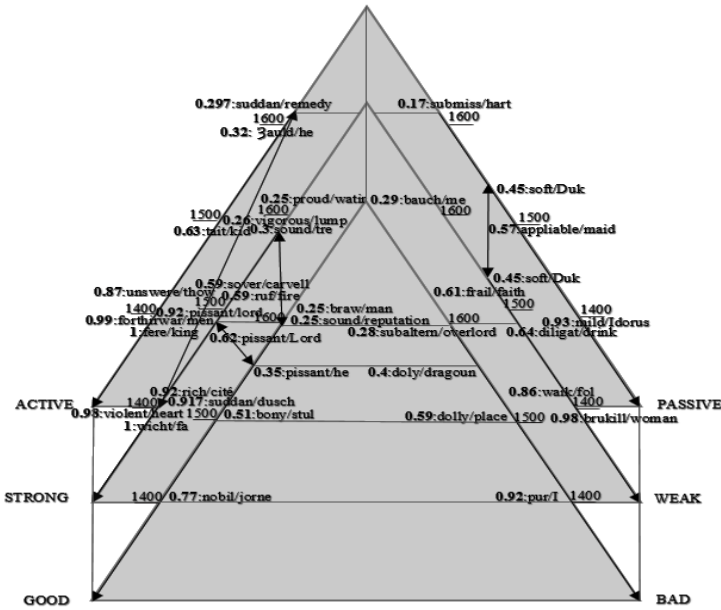 0.297:suddan/remedy
0.17:submiss/hart
1600
1600
0.32: Ȝauld/he
0.45:soft/Duk
0.25:proud/watir
0.29:bauch/me
1500
1600
1600
1500
0.26:vigorous/lump
0.63:tait/kid
0.3:sound/tre
0.57:appliable/maid
0.45:soft/Duk
0.59:sover/carvell
0.87:unswere/thow
0.61:frail/faith
0.59:ruf/fire
1400
1500
0.25:braw/man
1500
1400
0.92:pissant/lord
0.99:forthirwar/men
1600
0.25:sound/reputation
1600
0.93:mild/Idorus
1:fere/king
0.28:subaltern/overlord
0.64:diligat/drink
0.62:pissant/Lord
0.35:pissant/he
0.4:doly/dragoun
0.92:rich/cité
0.86:waik/fol
ACTIVE
1400
0.917:suddan/dusch
1400
PASSIVE
0.98:violent/heart
1500
0.51:bony/stul
0.59:dolly/place
1500
0.98:brukill/woman
1:wicht/fa
STRONG
1400
0.77:nobil/jorne
0.92:pur/I
1400
WEAK
GOOD
BAD